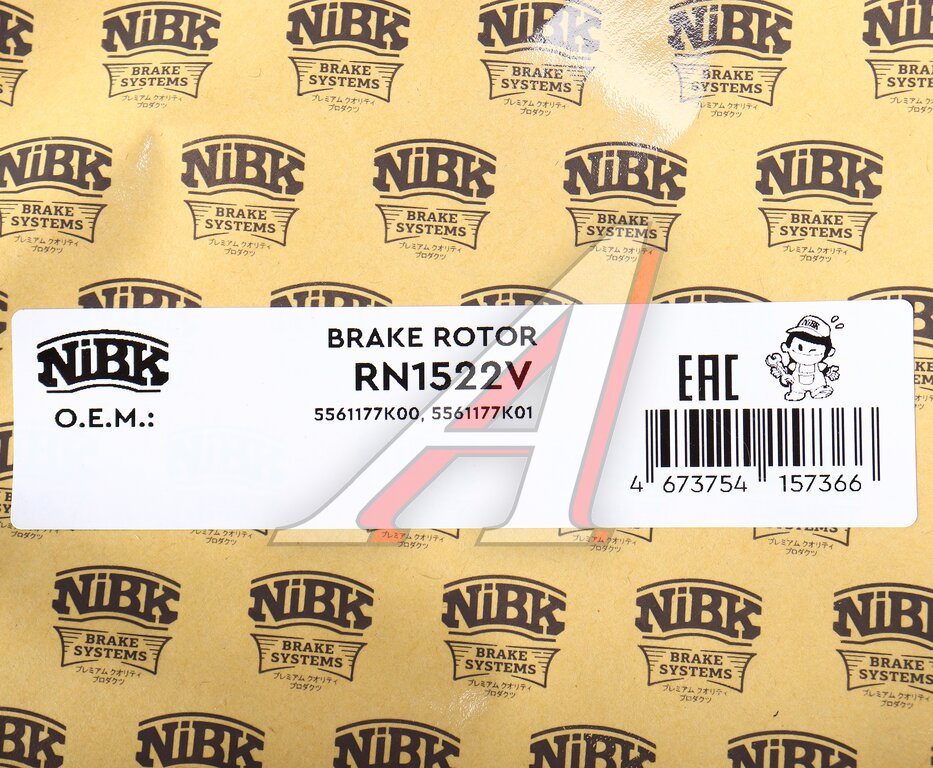 NiBK
BRAKE
SYSTEMS
プレミアム クオリティ
プロダクツ
NiBK
O.E.M.:
BRAKE ROTOR
RN1522V
5561177K00, 5561177K01
EAC
NiBK
4 673754 157366